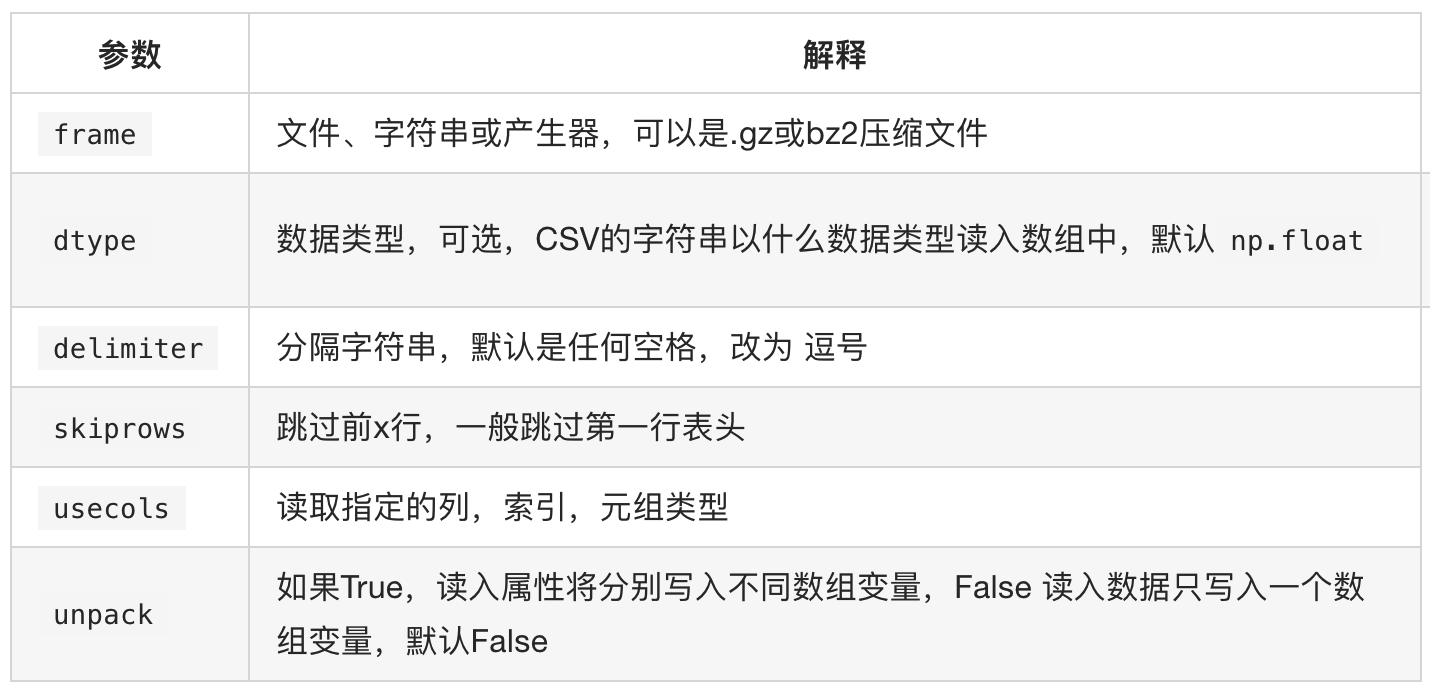 参数 解释
frame 文件、字符串或产生器，可以是.gz或bz2压缩文件
dtype 数据类型，可选，CSV的字符串以什么数据类型读入数组中，默认 np.float
delimiter 分隔字符串，默认是任何空格，改为 逗号
skiprows 跳过前x行，一般跳过第一行表头
usecols 读取指定的列，索引，元组类型
unpack 如果True，读入属性将分别写入不同数组变量，False 读入数据只写入一个数
组变量，默认False